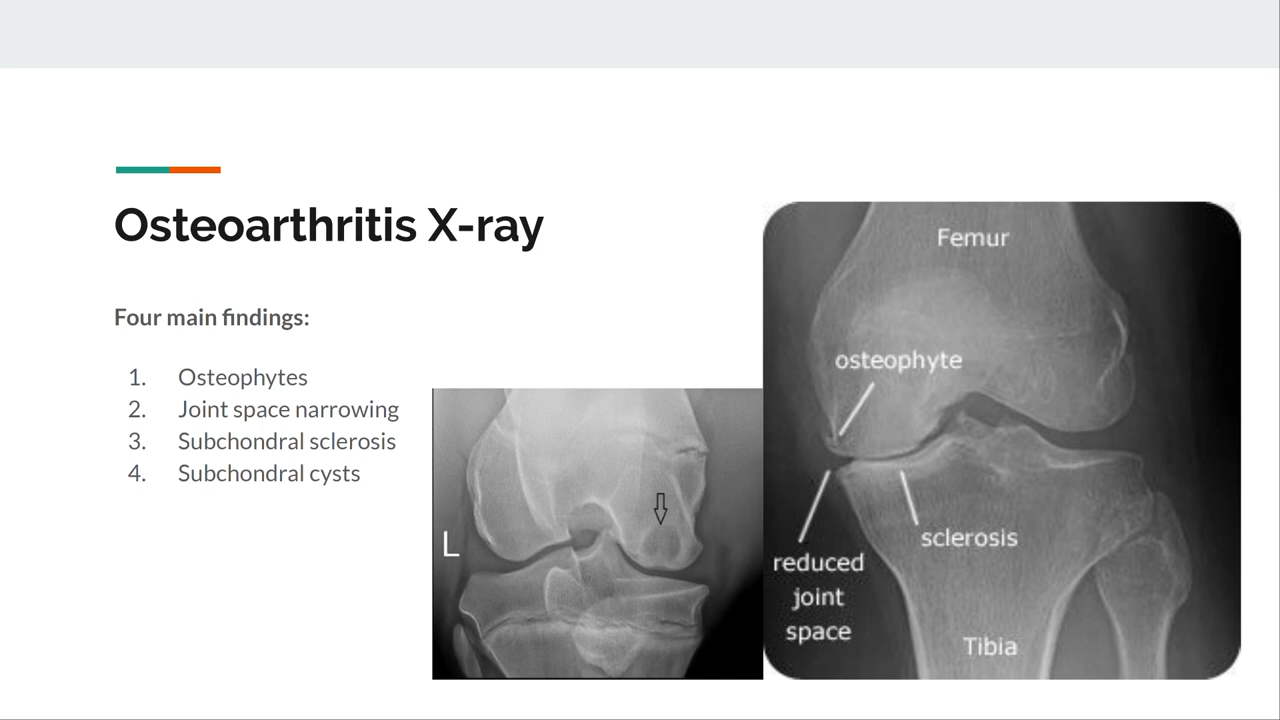 Osteoarthritis X-ray
Four main findings:
1. Osteophytes
2. Joint space narrowing
3. Subchondral sclerosis
4. Subchondral cysts
L
Femur
osteophyte
sclerosis
reduced
joint
space
Tibia